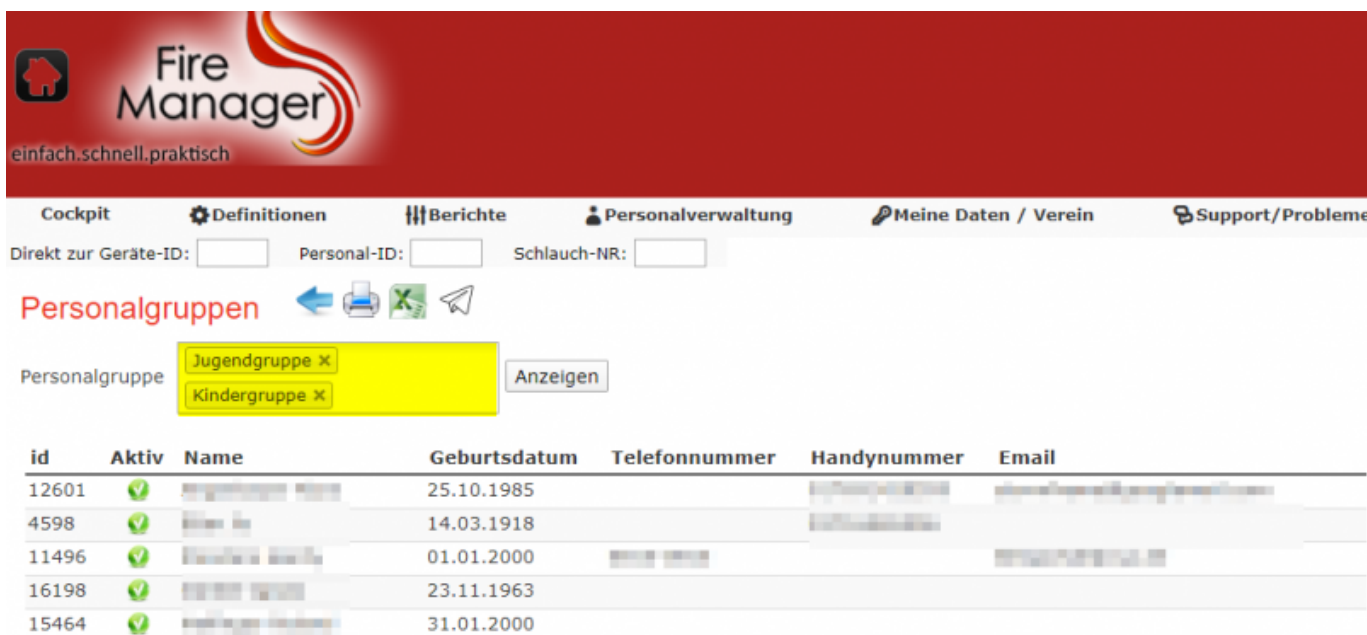 Fire
Manager
einfach.schnell.praktisch
Cockpit Definitionen Berichte Personalverwaltung Meine Daten / Verein Support/Probleme
Direkt zur Geräte-ID: Personal-ID: Schlauch-NR:
Personalgruppen
Personalgruppe Jugendgruppe × Anzeigen
Kindergruppe ×
id Aktiv Name Geburtsdatum Telefonnummer Handynummer Email
12601 25.10.1985
4598 14.03.1918
11496 01.01.2000
16198 23.11.1963
15464 31.01.2000